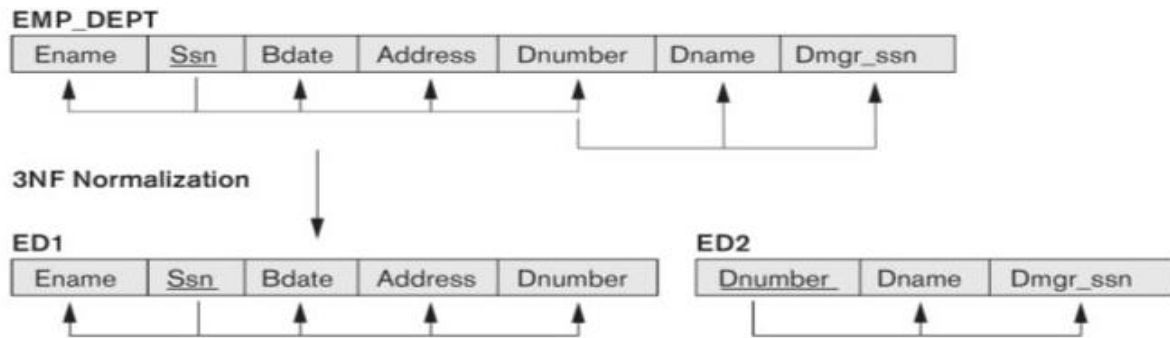 EMP_DEPT
Ename Ssn Bdate Address Dnumber Dname Dmgr_ssn
3NF Normalization
ED1
Ename Ssn Bdate Address Dnumber
ED2
Dnumber Dname Dmgr_ssn